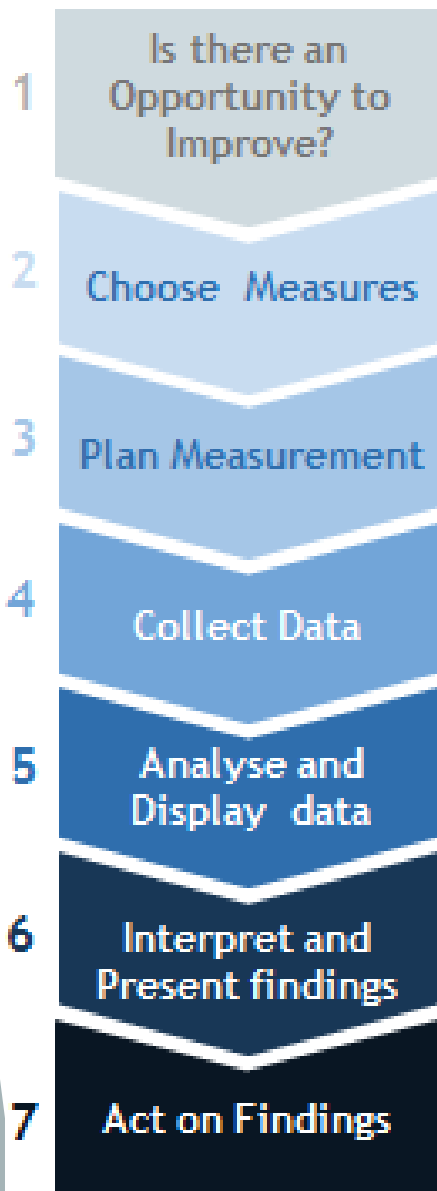 1
Is there an
Opportunity to
Improve?
2
Choose Measures
3
Plan Measurement
4
Collect Data
5
Analyse and
Display data
6
Interpret and
Present findings
7
Act on Findings